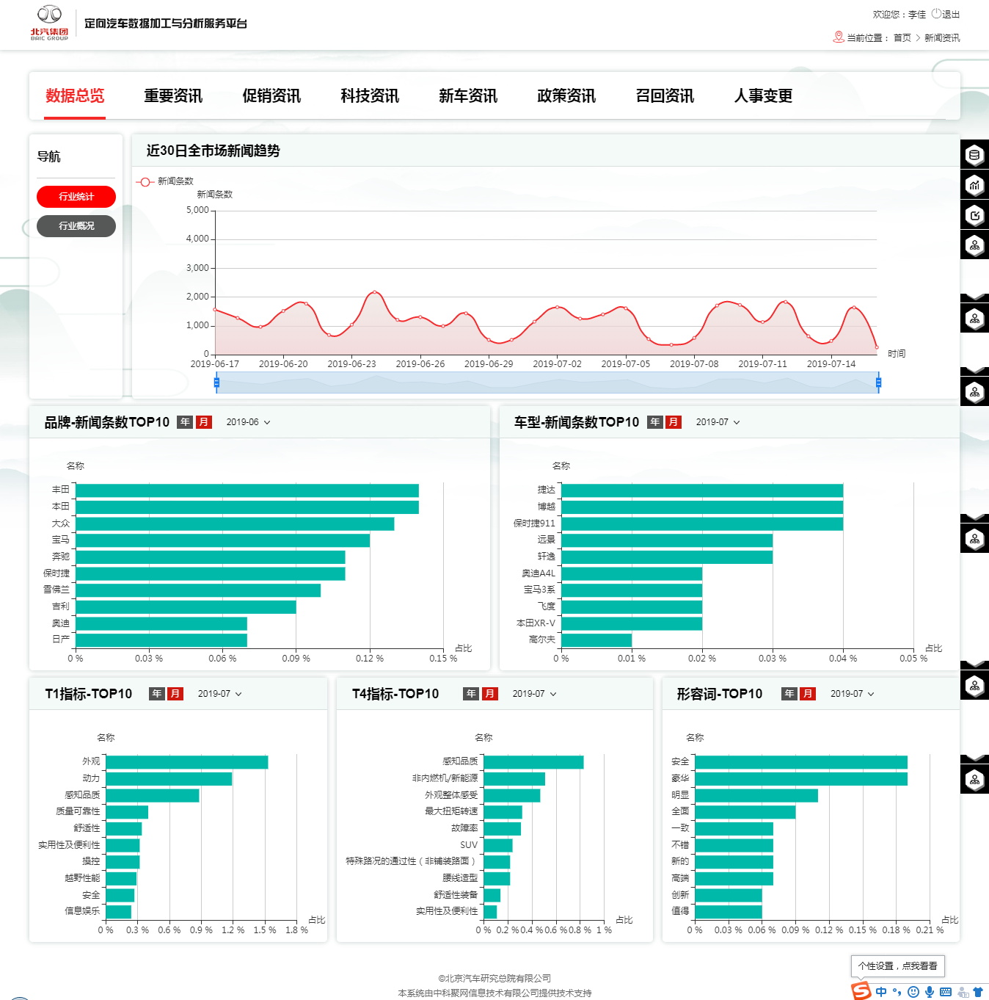 北汽集团
BAIC GROUP
定向汽车数据加工与分析服务平台
欢迎您：李佳 退出
当前位置： 首页 > 新闻资讯
数据总览 重要资讯 促销资讯 科技资讯 新车资讯 政策资讯 召回资讯 人事变更
导航
行业统计
行业概况
近30日全市场新闻趋势
新闻条数
新闻条数
5,000
4,000
3,000
2,000
1,000
0
2019-06-17 2019-06-20 2019-06-23 2019-06-26 2019-06-29 2019-07-02 2019-07-05 2019-07-08 2019-07-11 2019-07-14
时间
品牌-新闻条数TOP10 年 月 2019-06
名称
丰田
本田
大众
宝马
奔驰
保时捷
雪佛兰
吉利
奥迪
日产
占比
0 % 0.03 % 0.06 % 0.09 % 0.12 % 0.15 %
车型-新闻条数TOP10 年 月 2019-07
名称
捷达
博越
保时捷911
远景
轩逸
奥迪A4L
宝马3系
飞度
本田XR-V
高尔夫
占比
0 % 0.01 % 0.02 % 0.03 % 0.04 % 0.05 %
T1指标-TOP10 年 月 2019-07
名称
外观
动力
感知品质
质量可靠性
舒适性
实用性及便利性
操控
越野性能
安全
信息娱乐
占比
0 % 0.3 % 0.6 % 0.9 % 1.2 % 1.5 % 1.8 %
T4指标-TOP10 年 月 2019-07
名称
感知品质
非内燃机/新能源
外观整体感受
最大扭矩转速
故障率
SUV
特殊路况的通过性（非铺装路面）
腰线造型
舒适性装备
实用性及便利性
占比
0 % 0.2 % 0.4 % 0.6 % 0.8 % 1 %
形容词-TOP10 年 月 2019-07
名称
安全
豪华
明显
全面
一致
不错
新的
高端
创新
值得
占比
0 % 0.03 % 0.06 % 0.09 % 0.12 % 0.15 % 0.18 % 0.21 %
个性设置，点我看看
S 中
©北京汽车研究总院有限公司
本系统由中科聚网信息技术有限公司提供技术支持